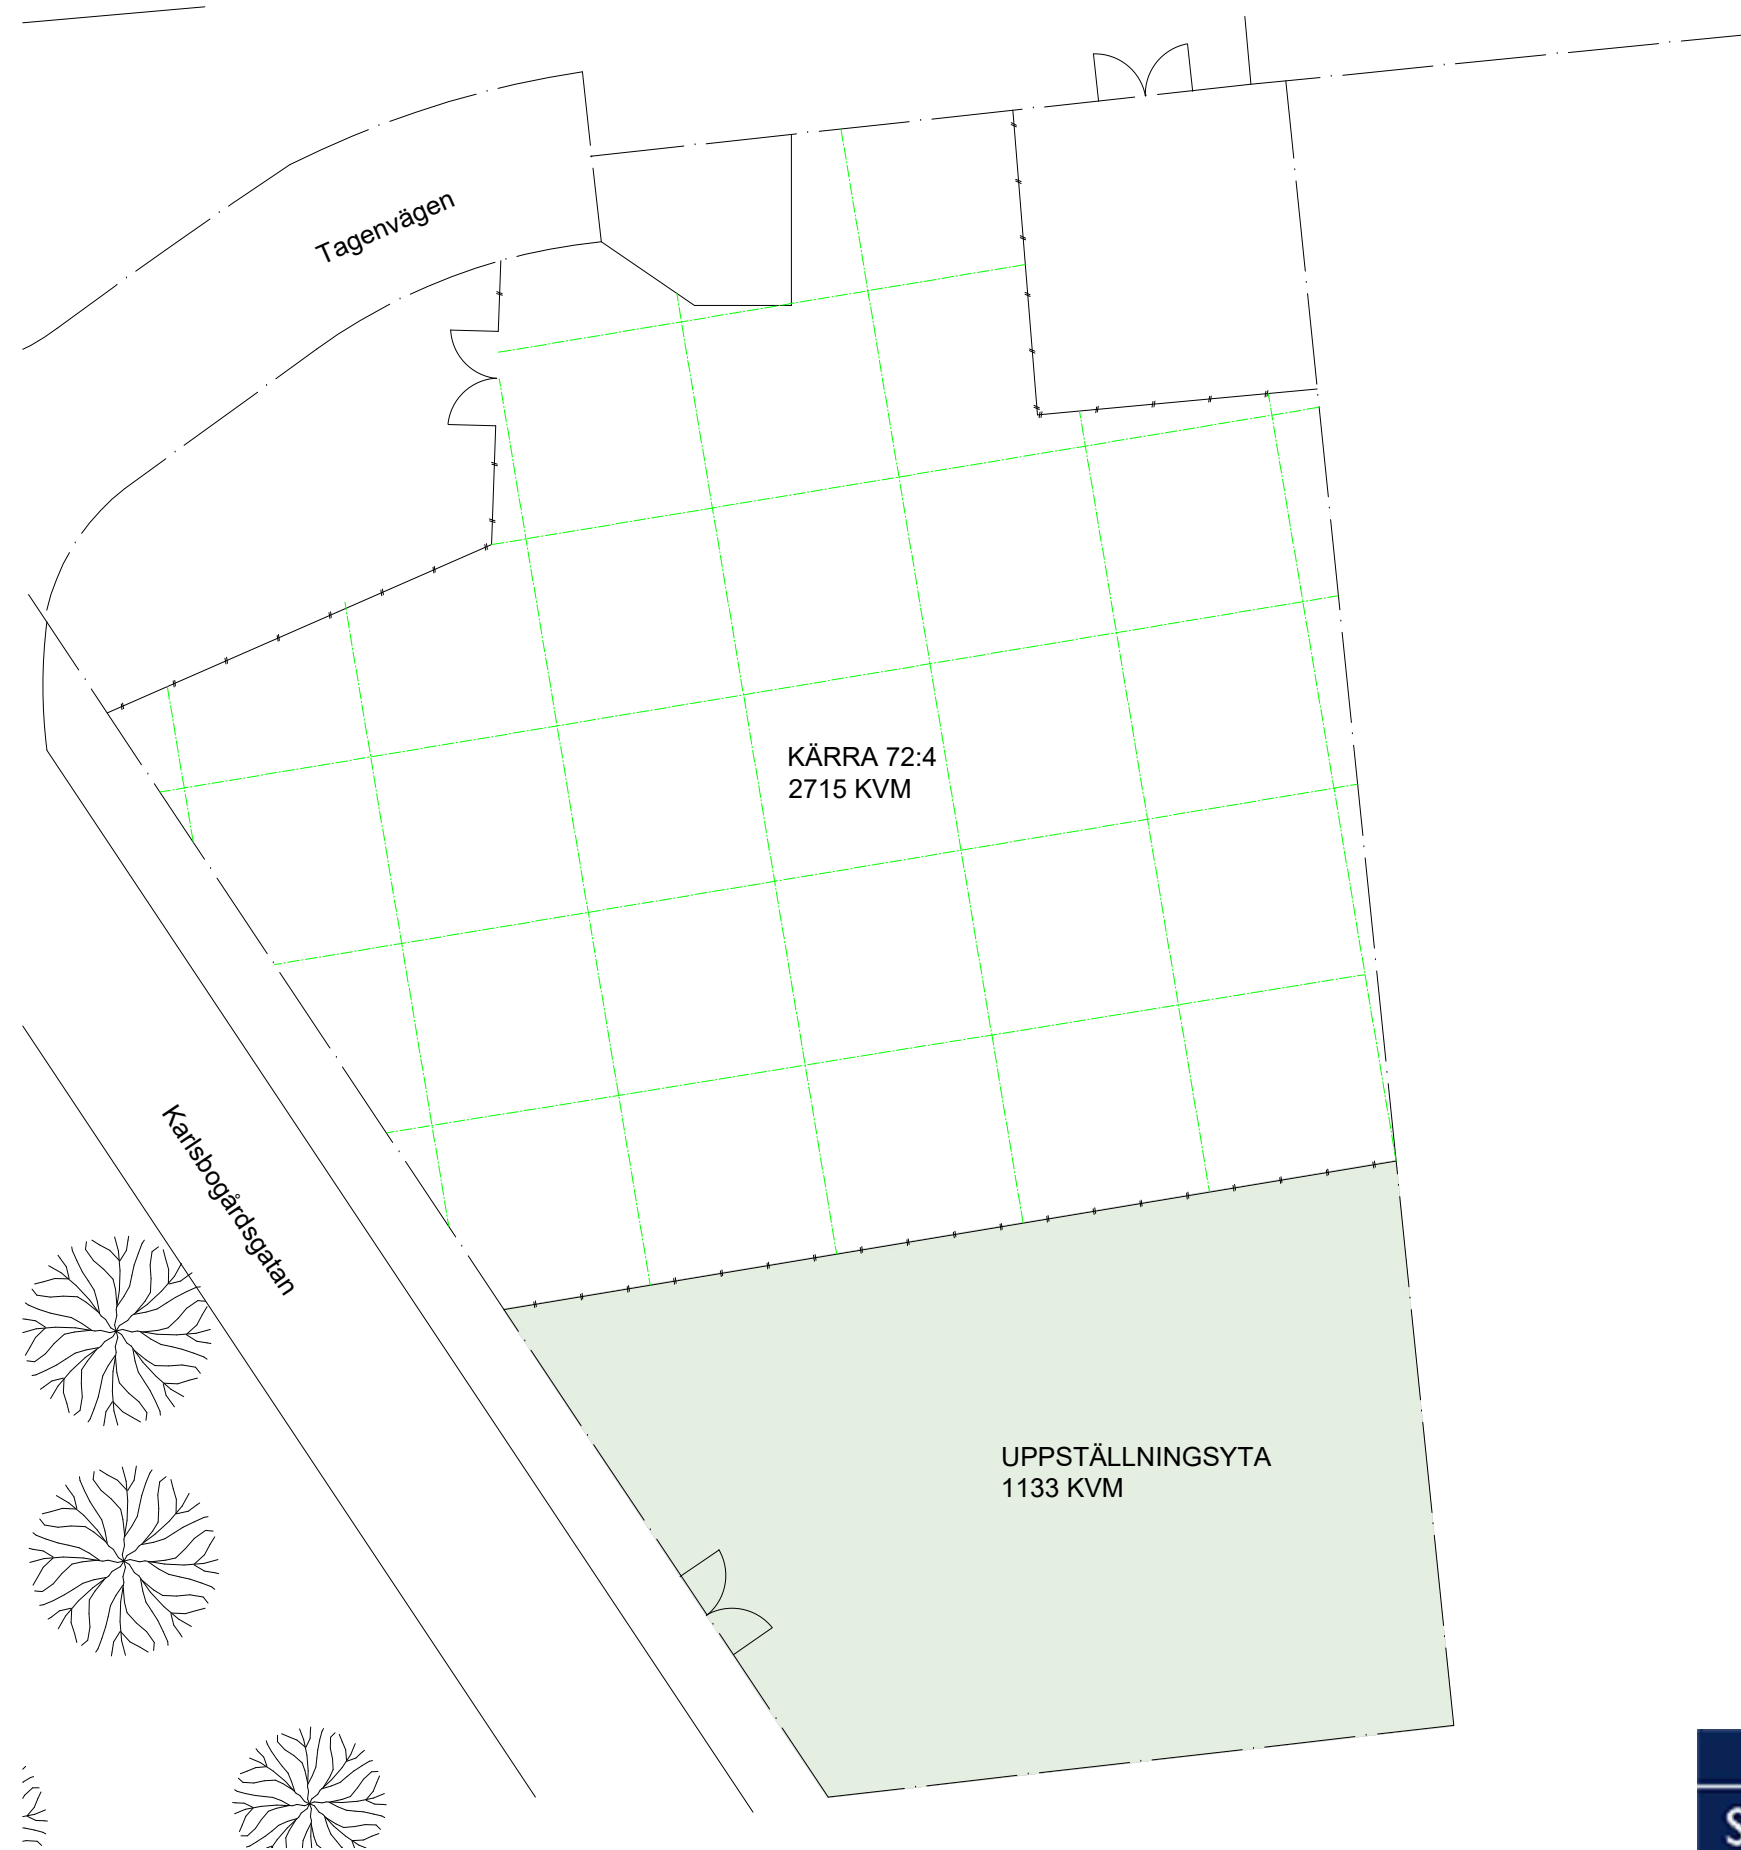 Tagenvägen
KÄRRA 72:4
2715 KVM
Karlsbogårdsgatan
UPPSTÄLLNINGSYTA
1133 KVM
S